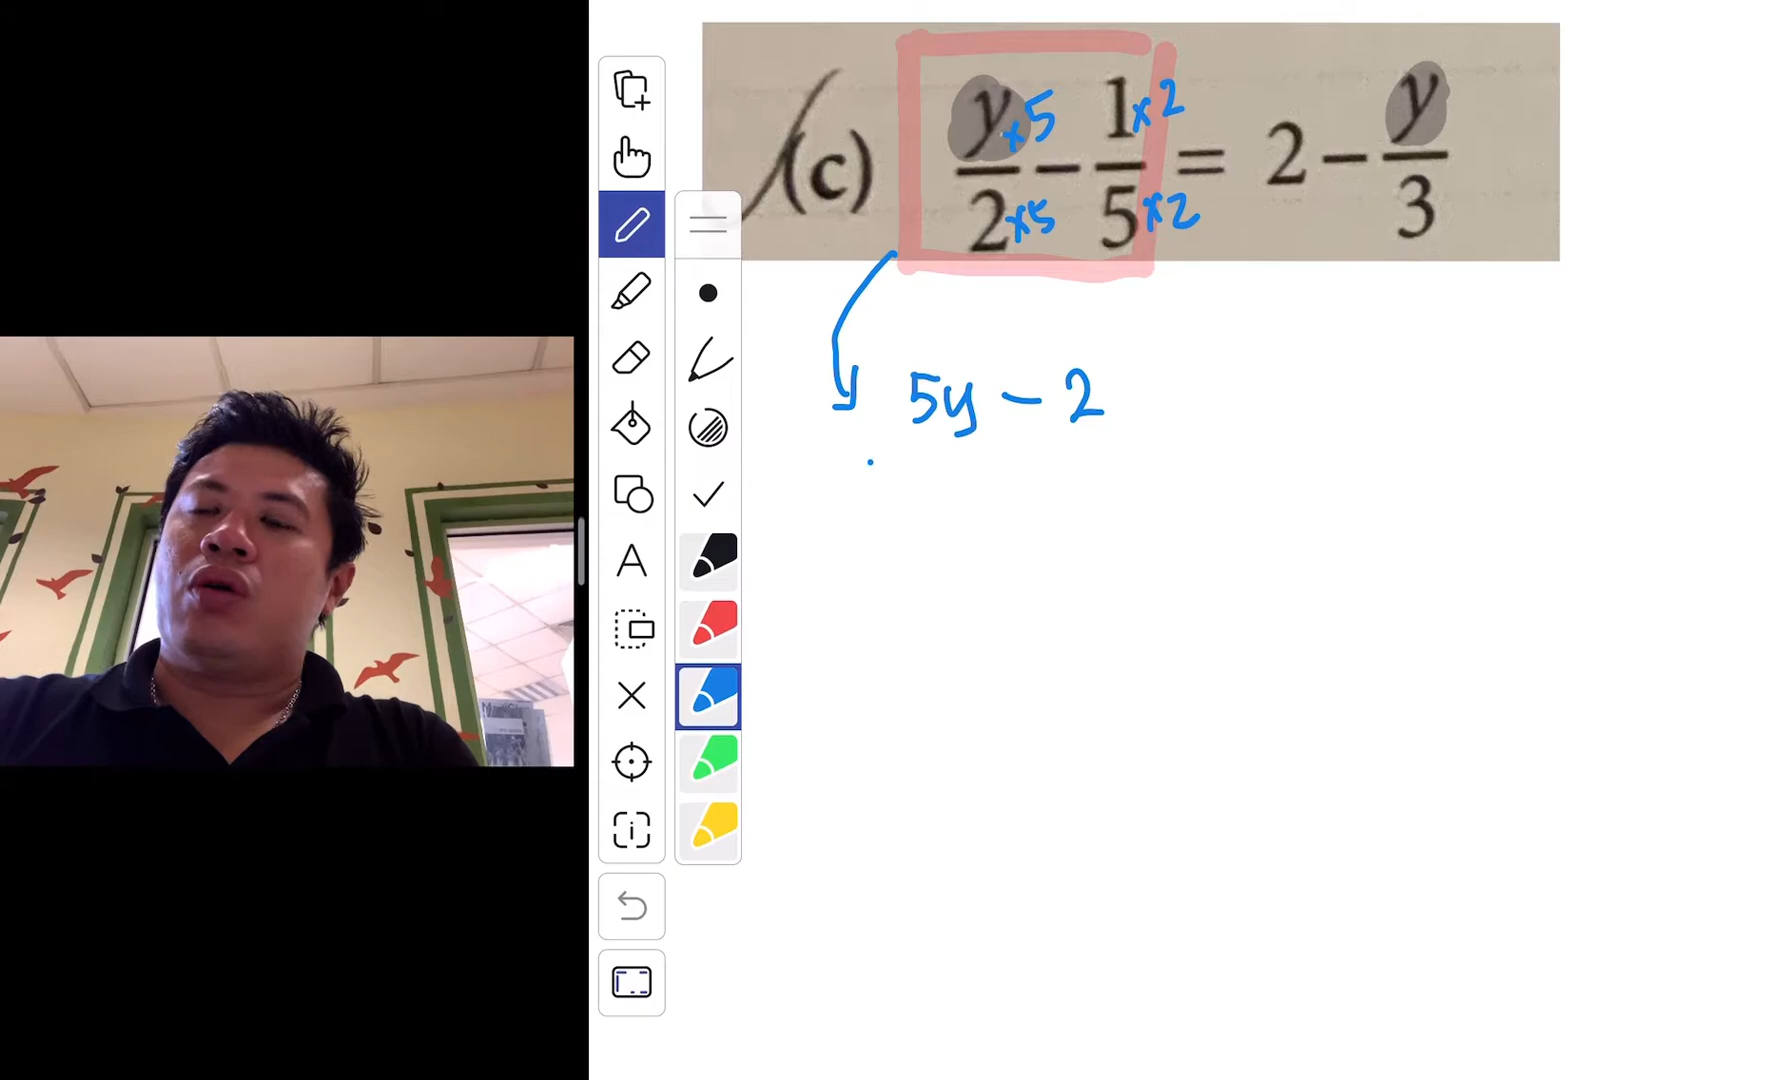 (c) y×5/2×5 − 1×2/5×2 = 2 − y/3
5y − 2